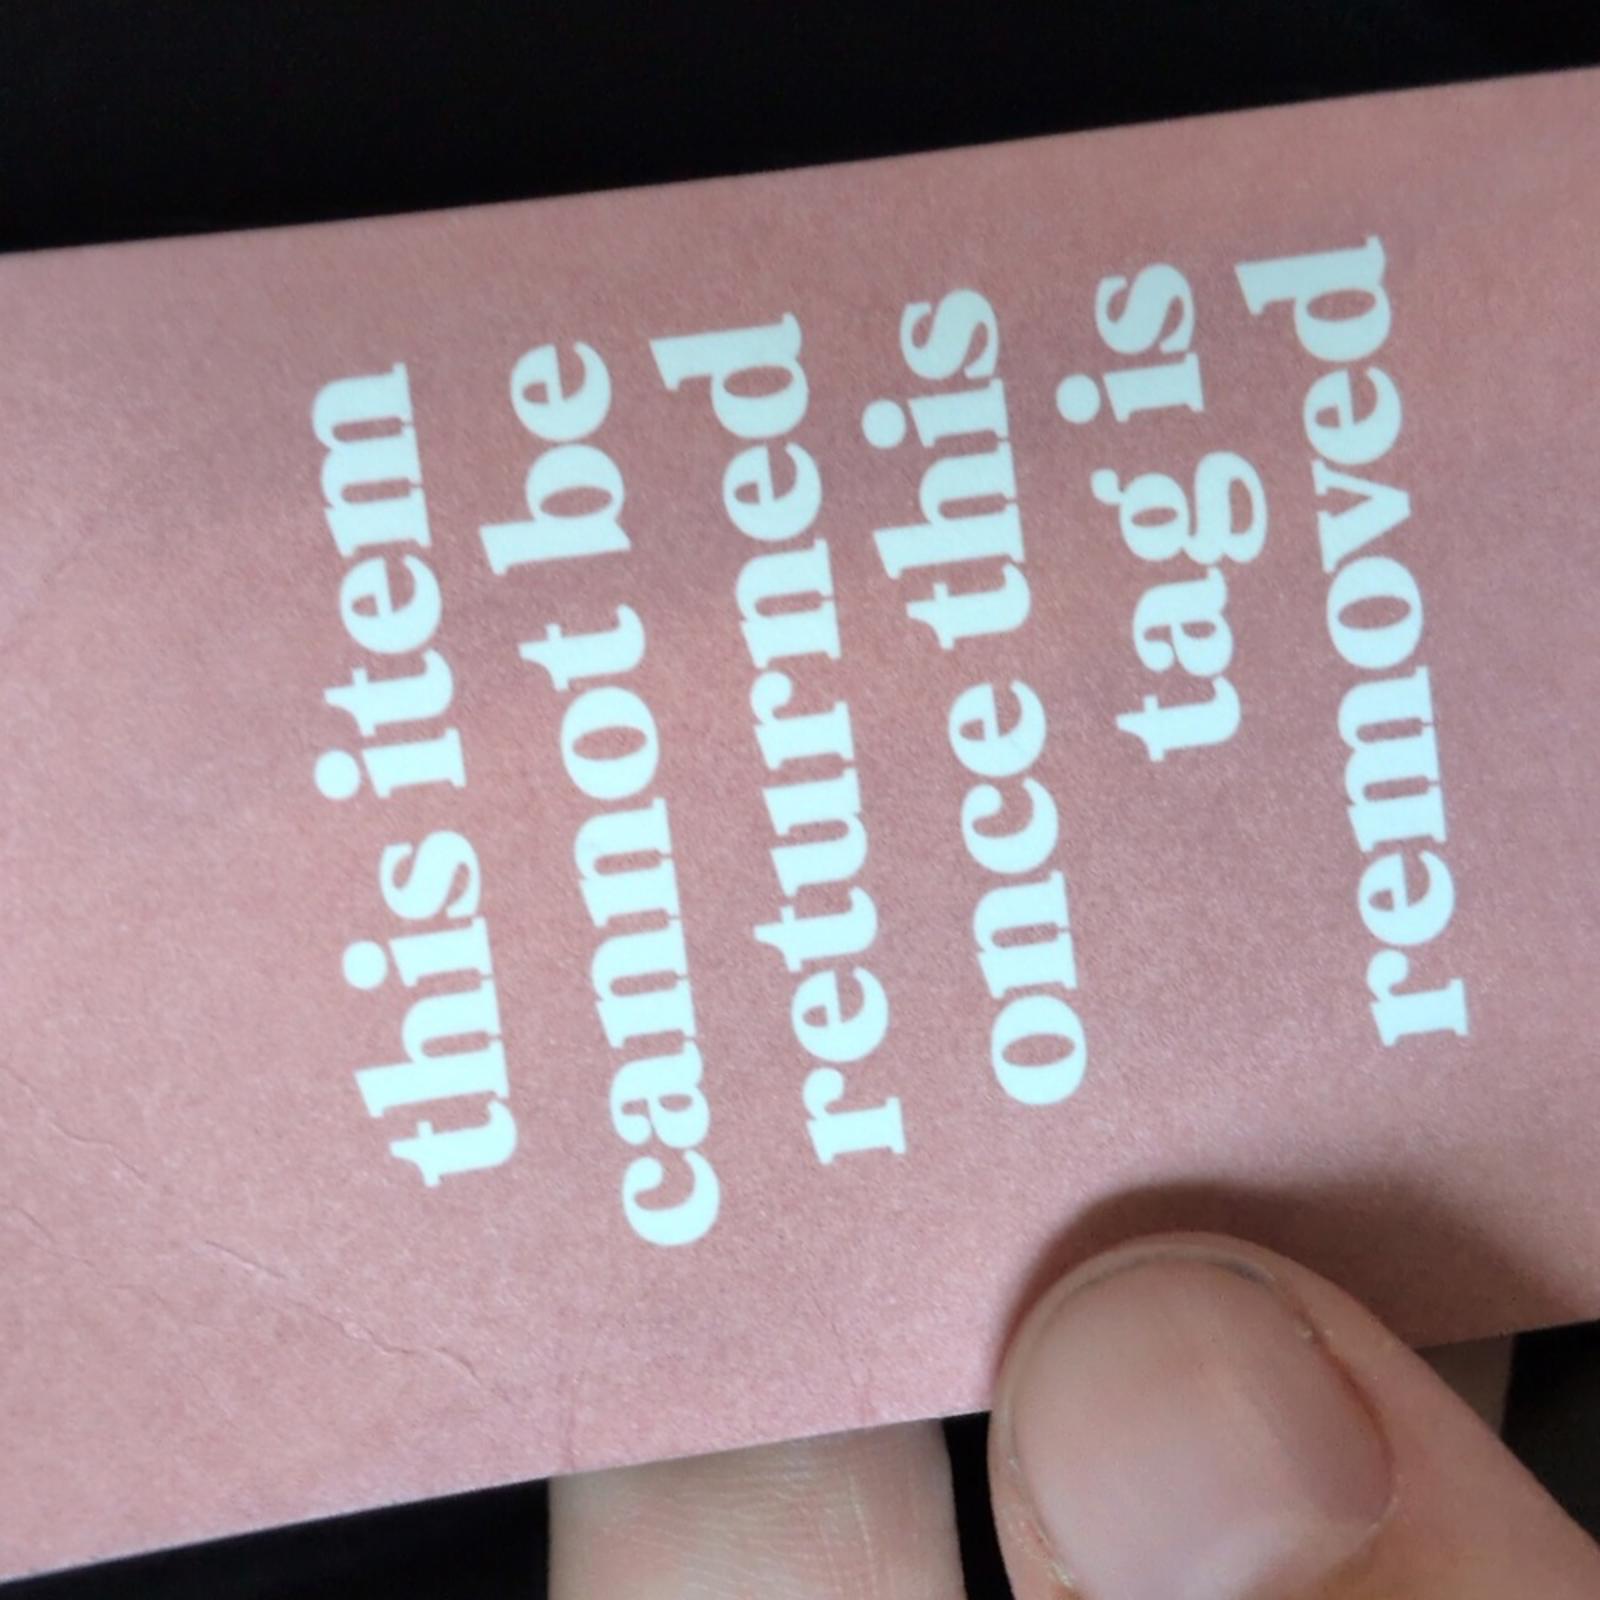 this item
cannot be
returned
once this
tag is
removed